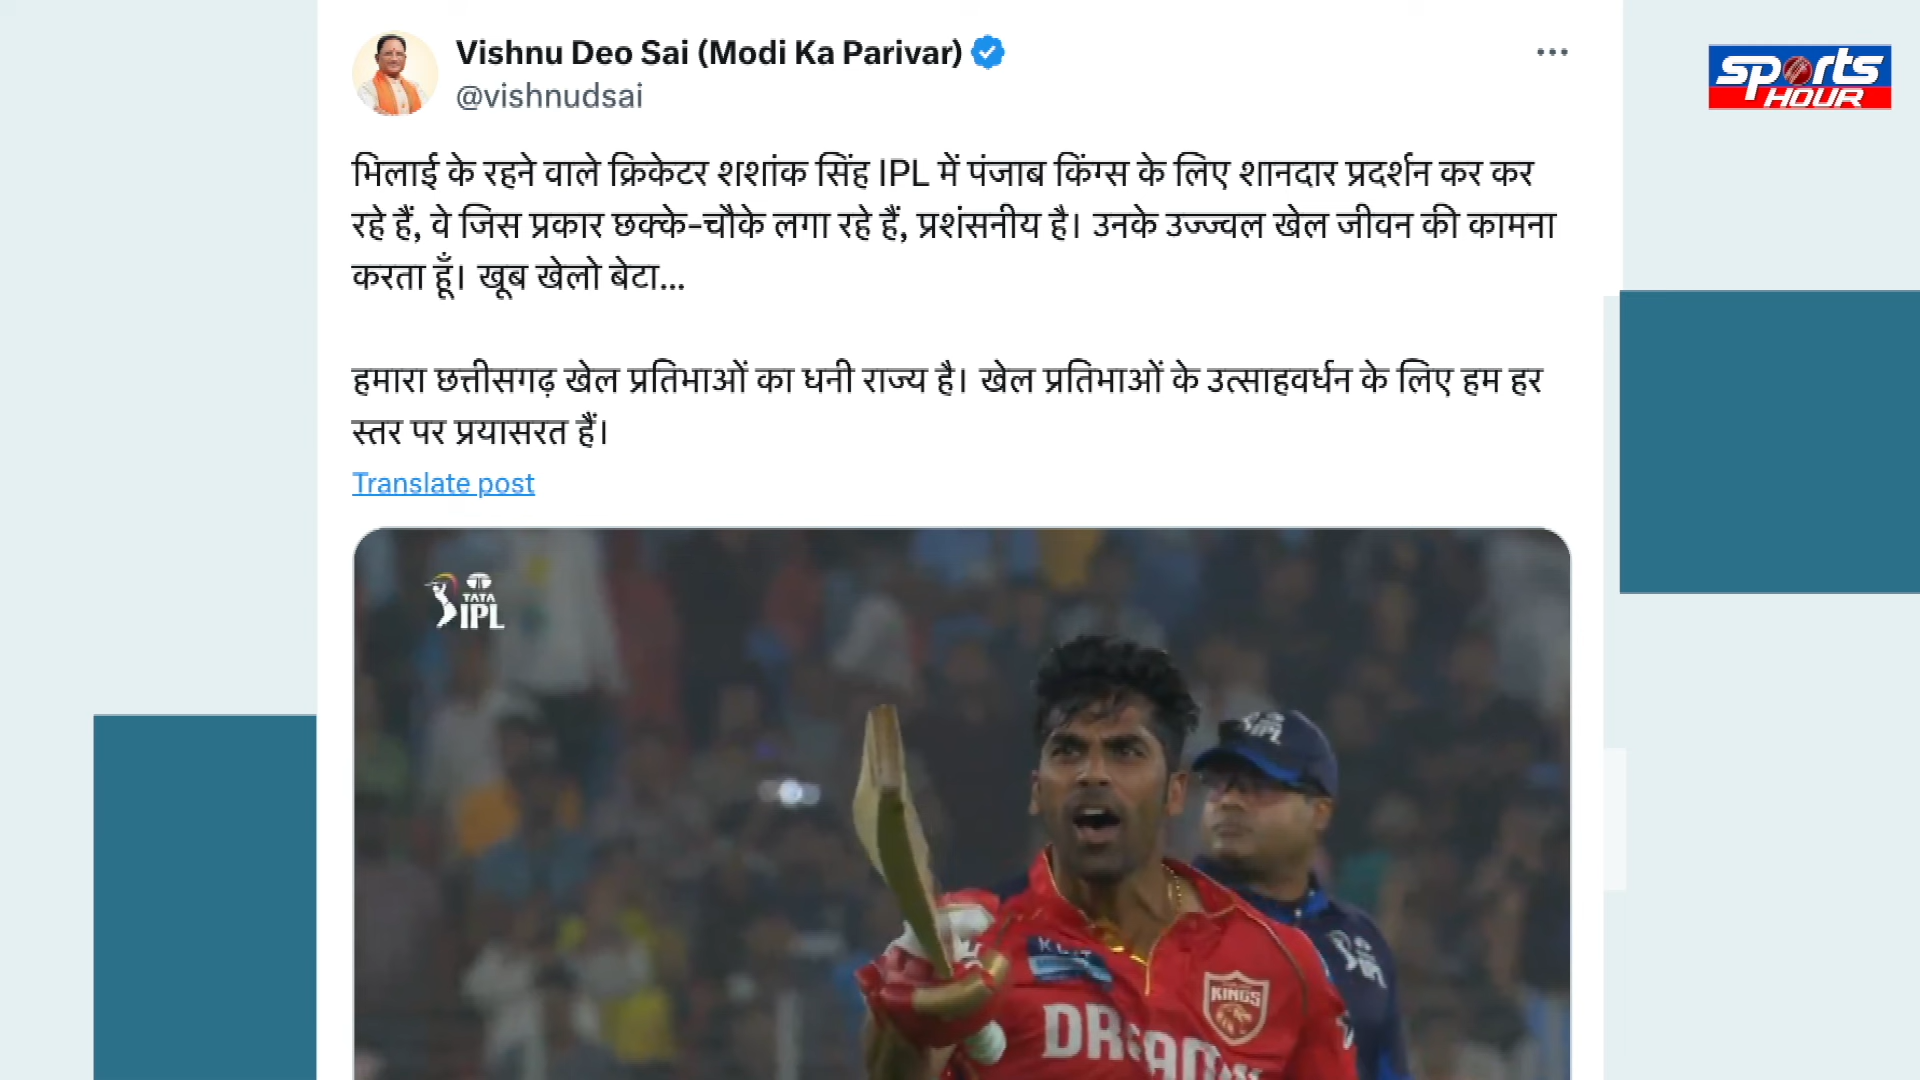 Vishnu Deo Sai (Modi Ka Parivar)
@vishnudsai
sports
HOUR
भिलाई के रहने वाले क्रिकेटर शशांक सिंह IPL में पंजाब किंग्स के लिए शानदार प्रदर्शन कर कर
रहे हैं, वे जिस प्रकार छक्के-चौके लगा रहे हैं, प्रशंसनीय है। उनके उज्ज्वल खेल जीवन की कामना
करता हूँ। खूब खेलो बेटा...
हमारा छत्तीसगढ़ खेल प्रतिभाओं का धनी राज्य है। खेल प्रतिभाओं के उत्साहवर्धन के लिए हम हर
स्तर पर प्रयासरत हैं।
Translate post
TATA
IPL
IPL
KINGS